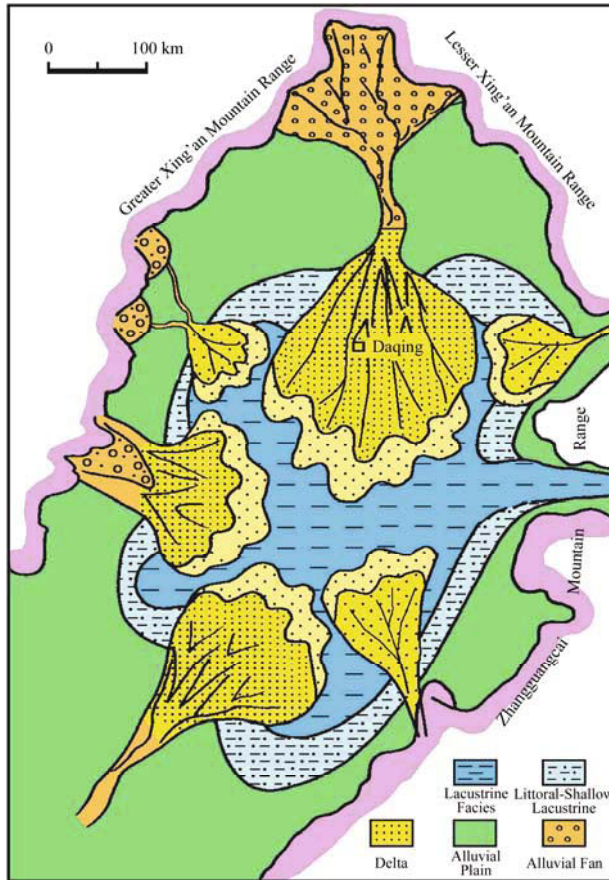 0 100 km
Greater Xing'an Mountain Range
Lesser Xing'an Mountain Range
Daqing
Range
Mountain
Zhangguangcai
Lacustrine
Facies
Littoral-Shallow
Lacustrine
Delta
Alluvial
Plain
Alluvial Fan